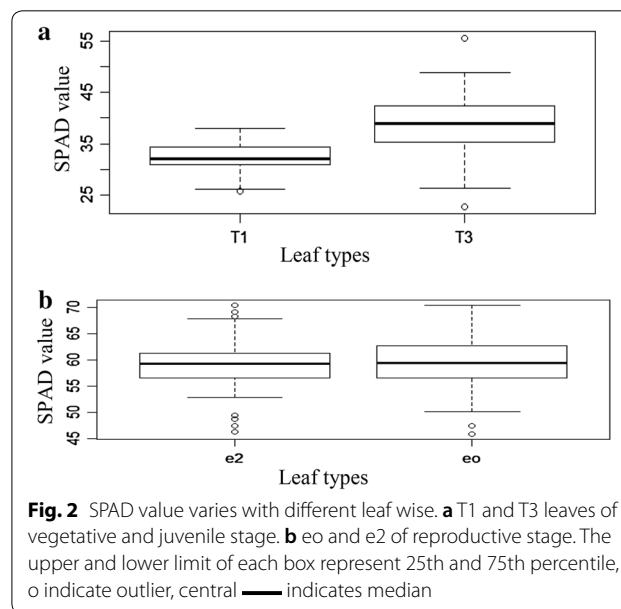 a
55
45
35
25
SPAD value
T1 T3
Leaf types
b
70
65
60
55
50
45
SPAD value
e2 eo
Leaf types
Fig. 2 SPAD value varies with different leaf wise. a T1 and T3 leaves of
vegetative and juvenile stage. b eo and e2 of reproductive stage. The
upper and lower limit of each box represent 25th and 75th percentile,
o indicate outlier, central — indicates median